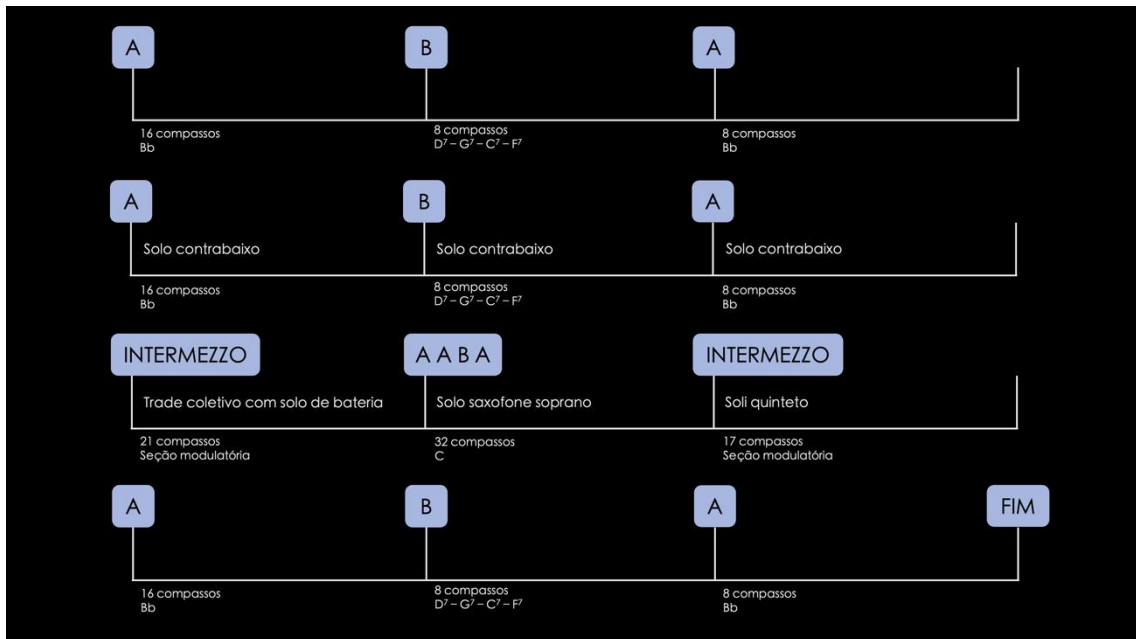 A B A
16 compassos 8 compassos 8 compassos
Bb D⁷ – G⁷ – C⁷ – F⁷ Bb
A B A
Solo contrabaixo Solo contrabaixo Solo contrabaixo
16 compassos 8 compassos 8 compassos
Bb D⁷ – G⁷ – C⁷ – F⁷ Bb
INTERMEZZO A A B A INTERMEZZO
Trade coletivo com solo de bateria Solo saxofone soprano Soli quinteto
21 compassos 32 compassos 17 compassos
Seção modulatória C Seção modulatória
A B A FIM
16 compassos 8 compassos 8 compassos
Bb D⁷ – G⁷ – C⁷ – F⁷ Bb